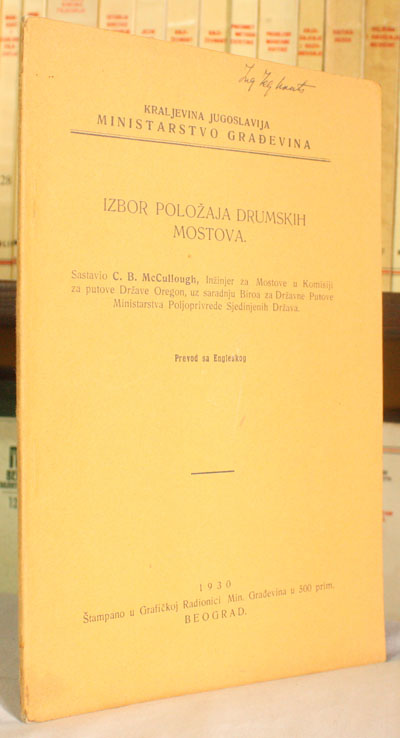 KRALJEVINA JUGOSLAVIJA
MINISTARSTVO GRAĐEVINA
IZBOR POLOŽAJA DRUMSKIH
MOSTOVA.
Sastavio C. B. McCullough, Inžinjer za Mostove u Komisiji
za putove Države Oregon, uz saradnju Biroa za Državne Putove
Ministarstva Poljoprivrede Sjedinjenih Država.
Prevod sa Engleskog
1930
Štampano u Grafičkoj Radionici Min. Građevina u 500 prim.
BEOGRAD.